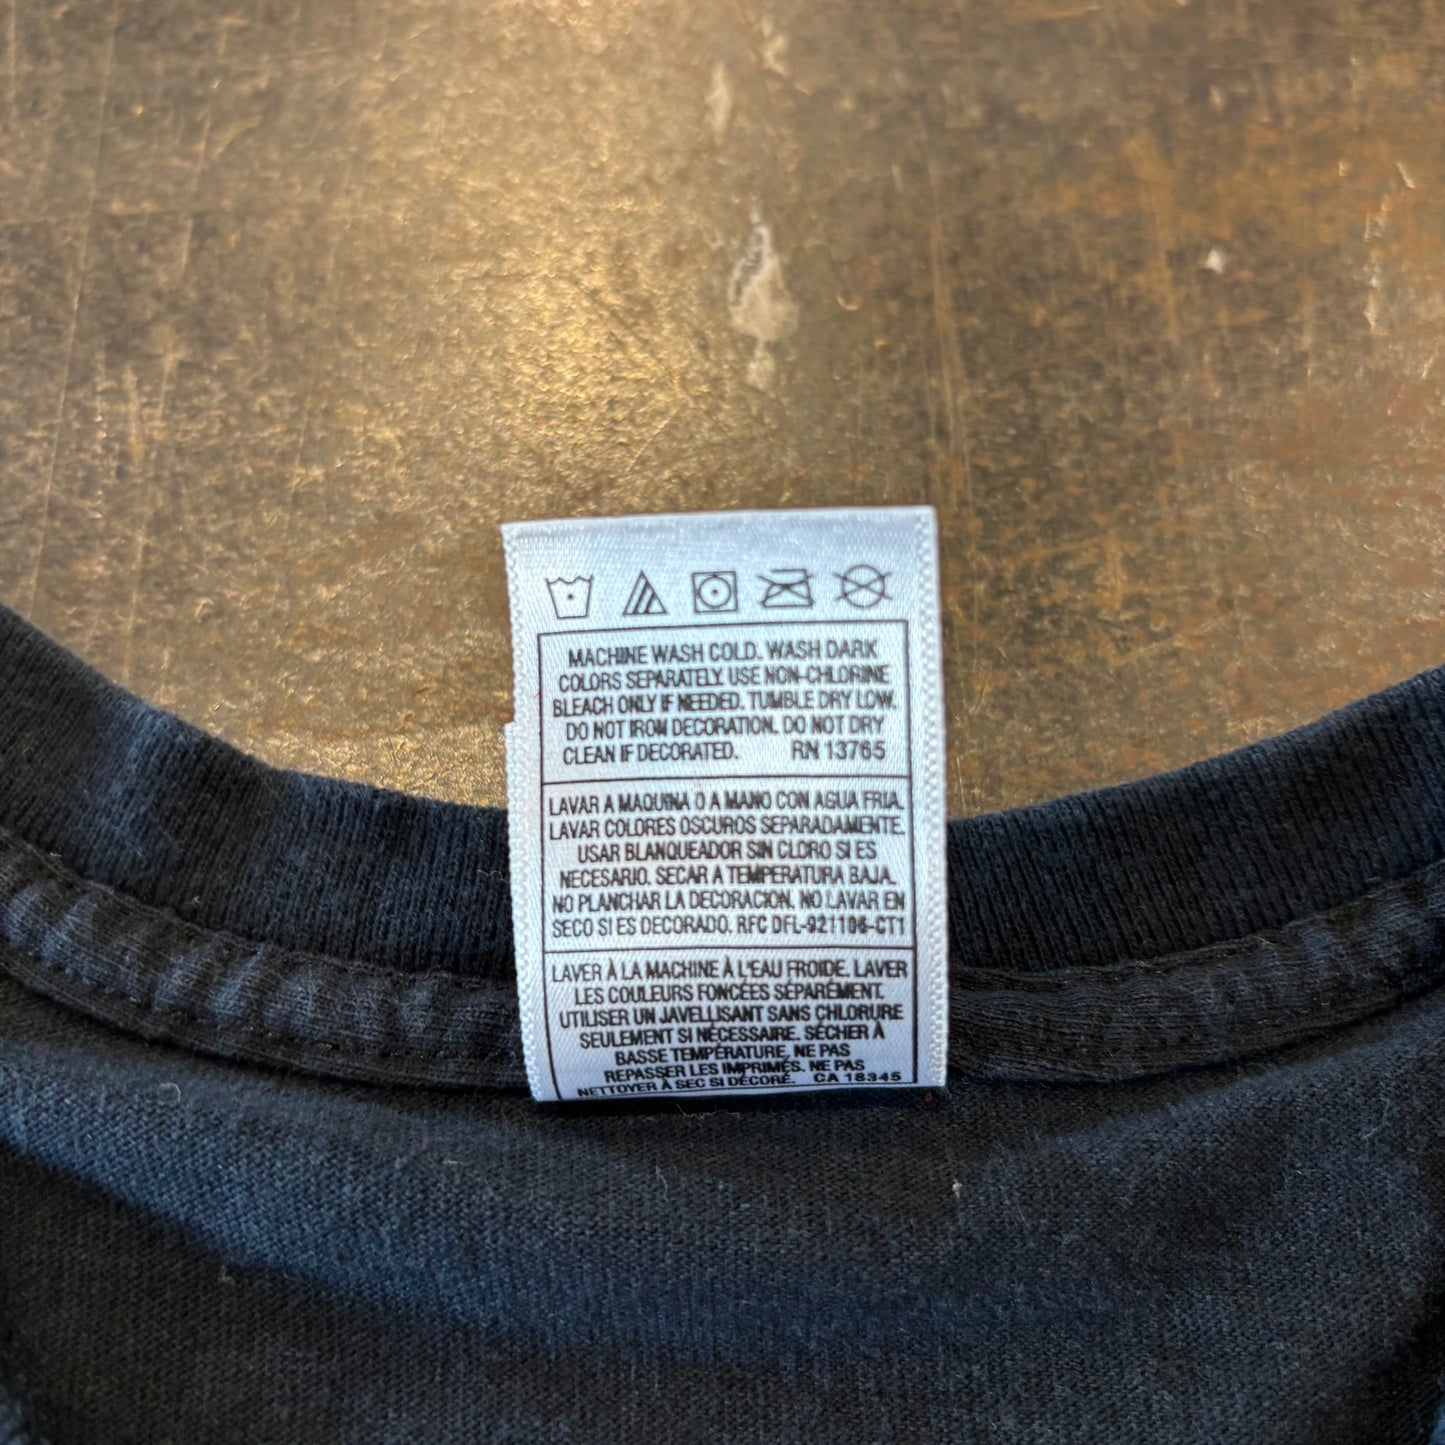 MACHINE WASH COLD. WASH DARK
COLORS SEPARATELY. USE NON-CHLORINE
BLEACH ONLY IF NEEDED. TUMBLE DRY LOW.
DO NOT IRON DECORATION. DO NOT DRY
CLEAN IF DECORATED. RN 13765
LAVAR A MAQUINA O A MANO CON AGUA FRIA.
LAVAR COLORES OSCUROS SEPARADAMENTE.
USAR BLANQUEADOR SIN CLORO SI ES
NECESARIO. SECAR A TEMPERATURA BAJA.
NO PLANCHAR LA DECORACION. NO LAVAR EN
SECO SI ES DECORADO. RFC DFL-921106-CT1
LAVER À LA MACHINE À L'EAU FROIDE. LAVER
LES COULEURS FONCÉES SÉPARÉMENT.
UTILISER UN JAVELLISANT SANS CHLORURE
SEULEMENT SI NÉCESSAIRE. SÉCHER À
BASSE TEMPÉRATURE, NE PAS
REPASSER LES IMPRIMÉS. NE PAS
NETTOYER À SEC SI DÉCORÉ. CA 18345